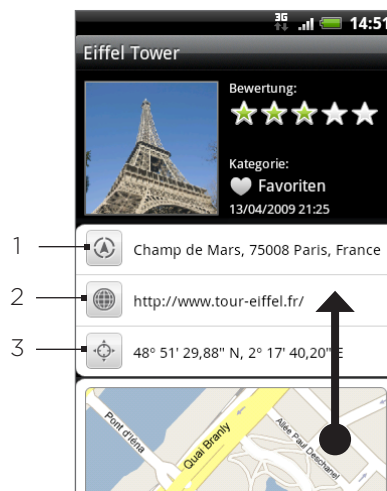 3G
14:51
Eiffel Tower
Bewertung:
Kategorie:
Favoriten
13/04/2009 21:25
1
Champ de Mars, 75008 Paris, France
2
http://www.tour-eiffel.fr/
3
48° 51' 29,88" N, 2° 17' 40,20" E
Pont d'Iéna
Quai Branly
Allée Paul Deschanel